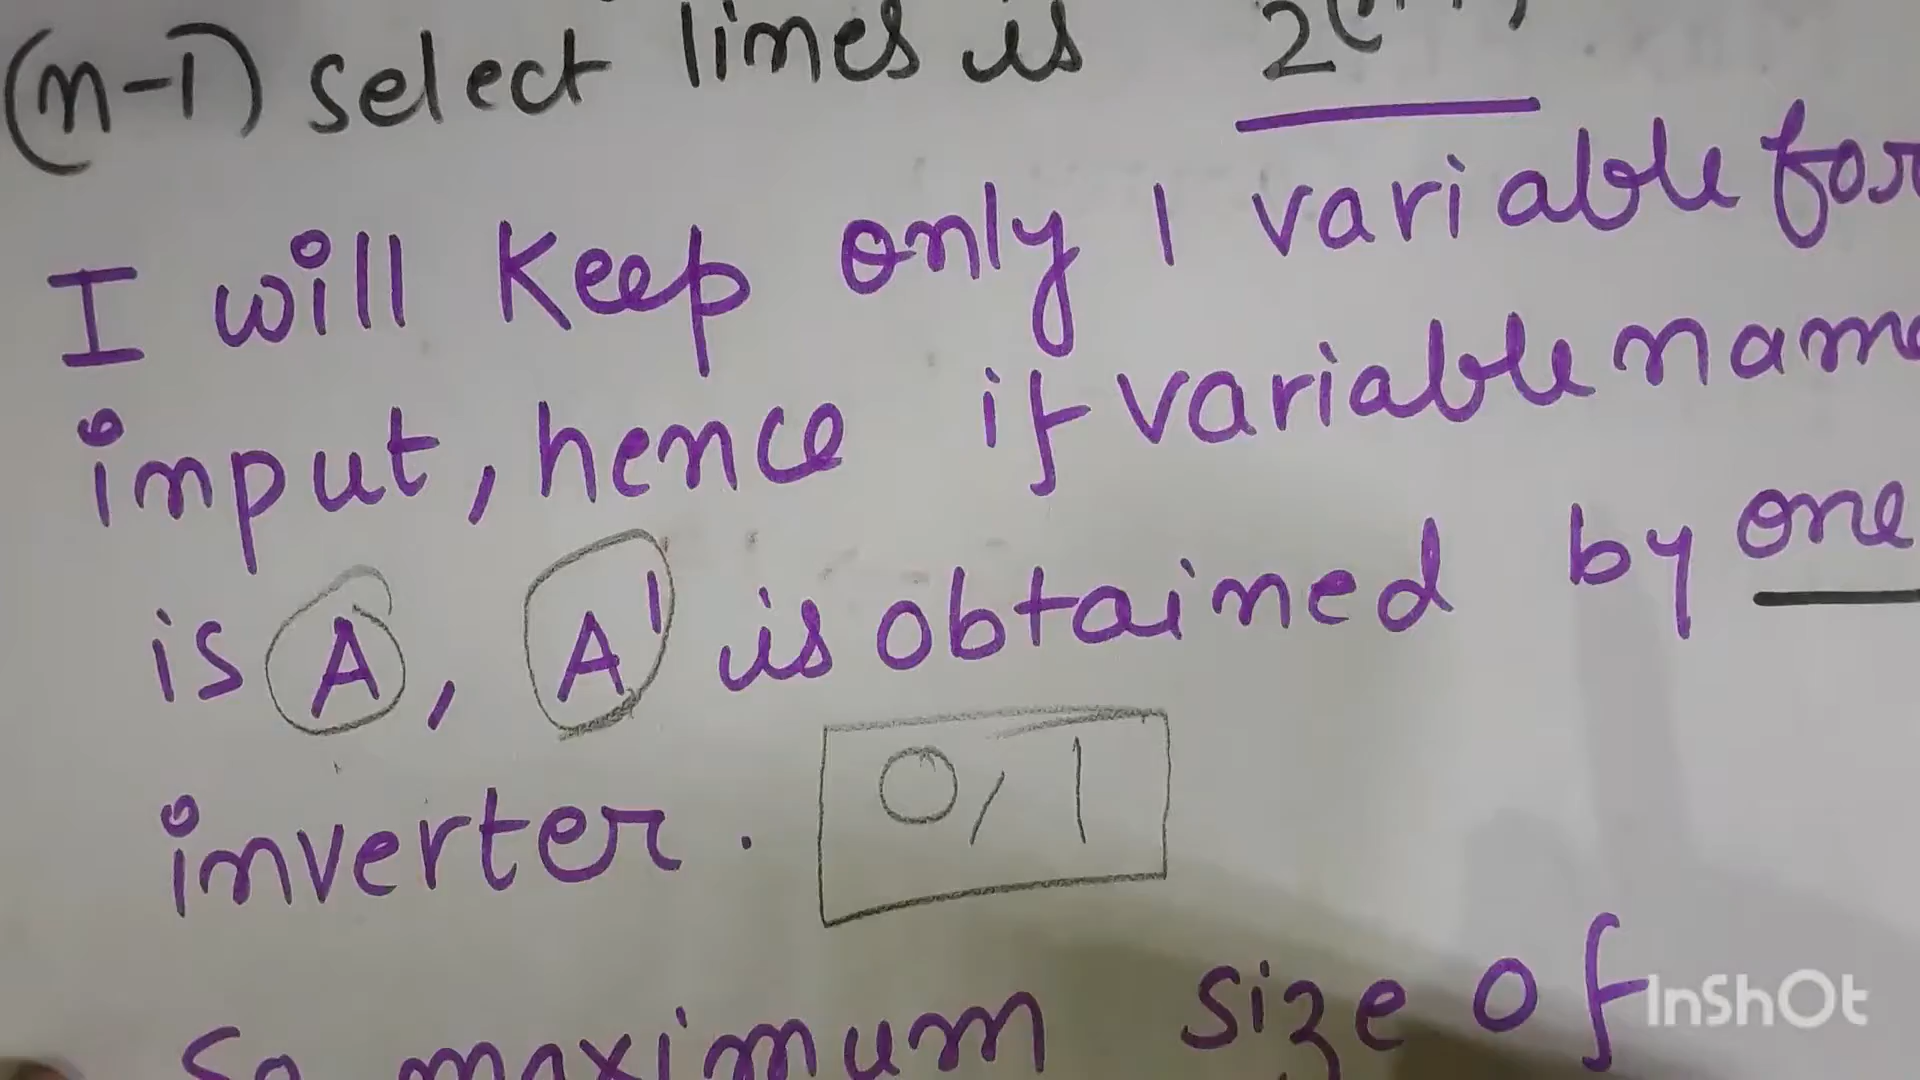 (n-1) select lines is 2
I will keep only 1 variable for
input, hence if variable name
is A, A' is obtained by one
inverter. 0, 1
So maximum size of
InShOt